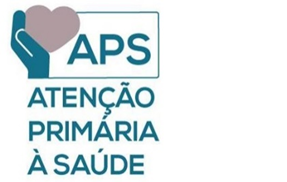 APS
ATENÇÃO
PRIMÁRIA
À SAÚDE